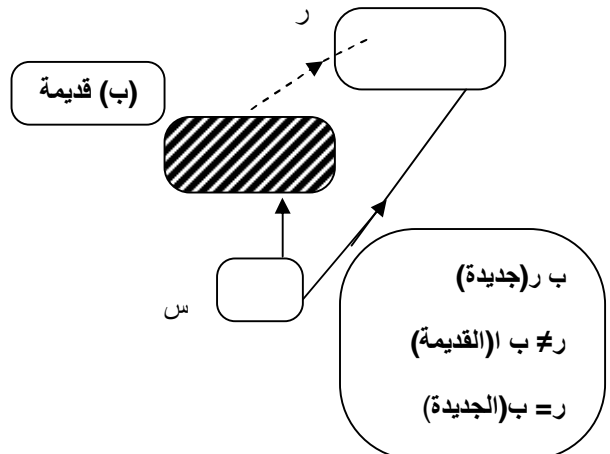 ر
(ب) قديمة
س
ب ر(جديدة)
ر≠ ب ا(القديمة)
ر= ب(الجديدة)